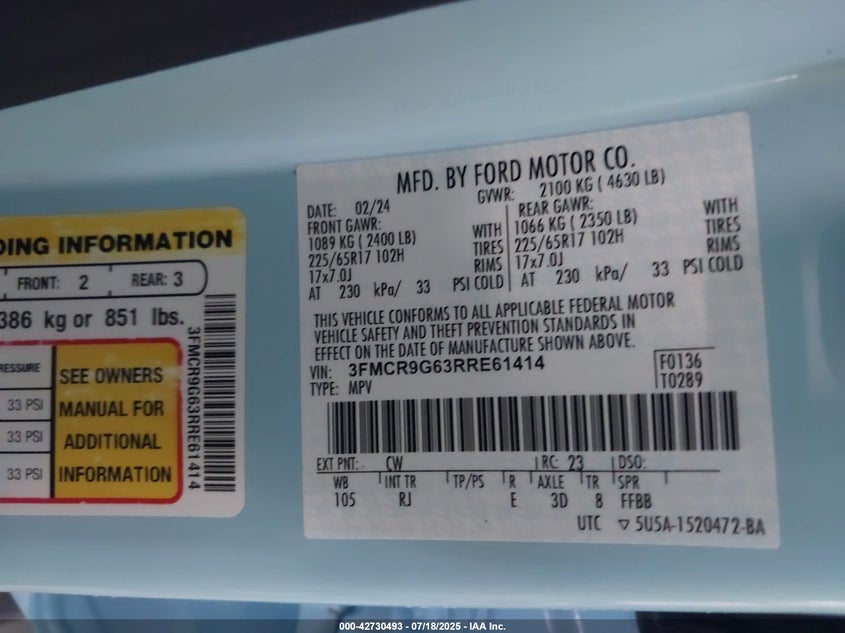 DING INFORMATION
FRONT: 2 REAR: 3
386 kg or 851 lbs.
RESSURE
33 PSI
33 PSI
33 PSI
SEE OWNERS
MANUAL FOR
ADDITIONAL
INFORMATION
3FMCR9G63RRE61414
MFD. BY FORD MOTOR CO.
DATE: 02/24 GVWR: 2100 KG ( 4630 LB)
FRONT GAWR:
1089 KG ( 2400 LB) WITH
225/65R17 102H TIRES
17x7.0J RIMS
AT 230 kPa/ 33 PSI COLD
REAR GAWR:
1066 KG ( 2350 LB) WITH
225/65R17 102H TIRES
17x7.0J RIMS
AT 230 kPa/ 33 PSI COLD
THIS VEHICLE CONFORMS TO ALL APPLICABLE FEDERAL MOTOR
VEHICLE SAFETY AND THEFT PREVENTION STANDARDS IN
EFFECT ON THE DATE OF MANUFACTURE SHOWN ABOVE.
VIN: 3FMCR9G63RRE61414
TYPE: MPV
F0136
T0289
EXT PNT: CW RC: 23 DSO:
WB INT TR TP/PS R AXLE TR SPR
105 RJ E 3D 8 FFBB
UTC ▽ 5U5A-1520472-BA
000-42730493 - 07/18/2025 - IAA Inc.